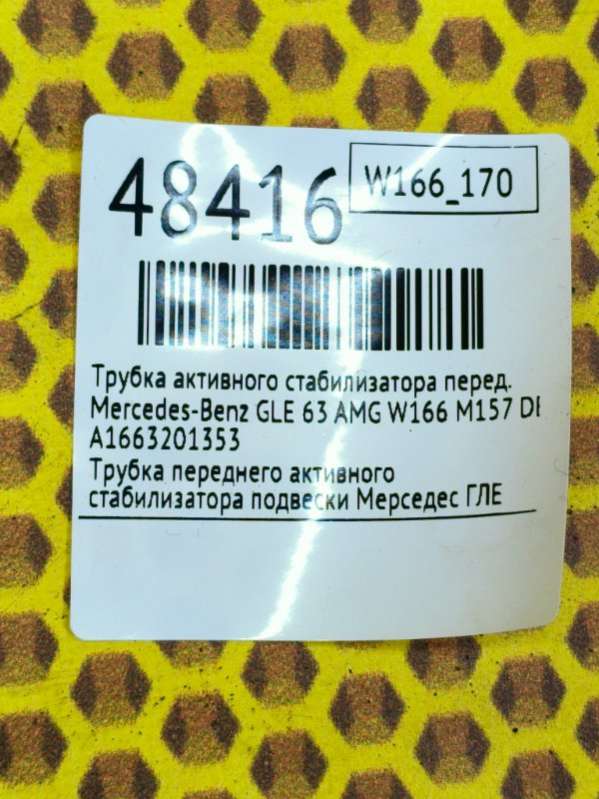 48416
W166_170
Трубка активного стабилизатора перед.
Mercedes-Benz GLE 63 AMG W166 M157 DE
A1663201353
Трубка переднего активного
стабилизатора подвески Мерседес ГЛЕ